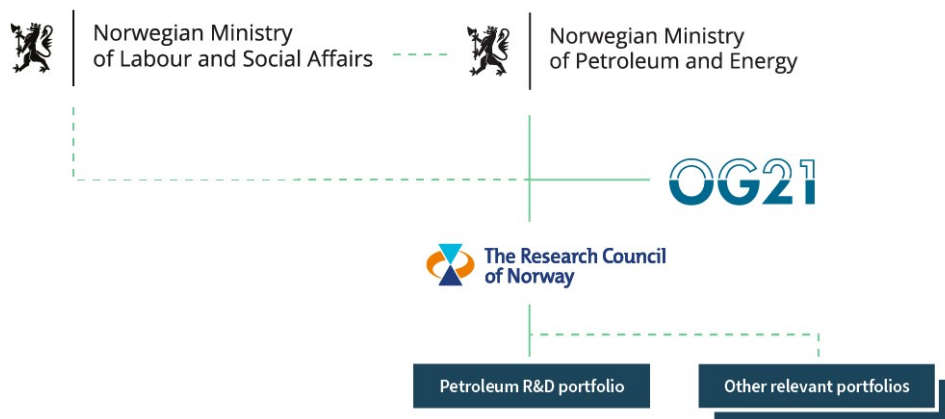 Norwegian Ministry
of Labour and Social Affairs
Norwegian Ministry
of Petroleum and Energy
OG21
The Research Council
of Norway
Petroleum R&D portfolio
Other relevant portfolios